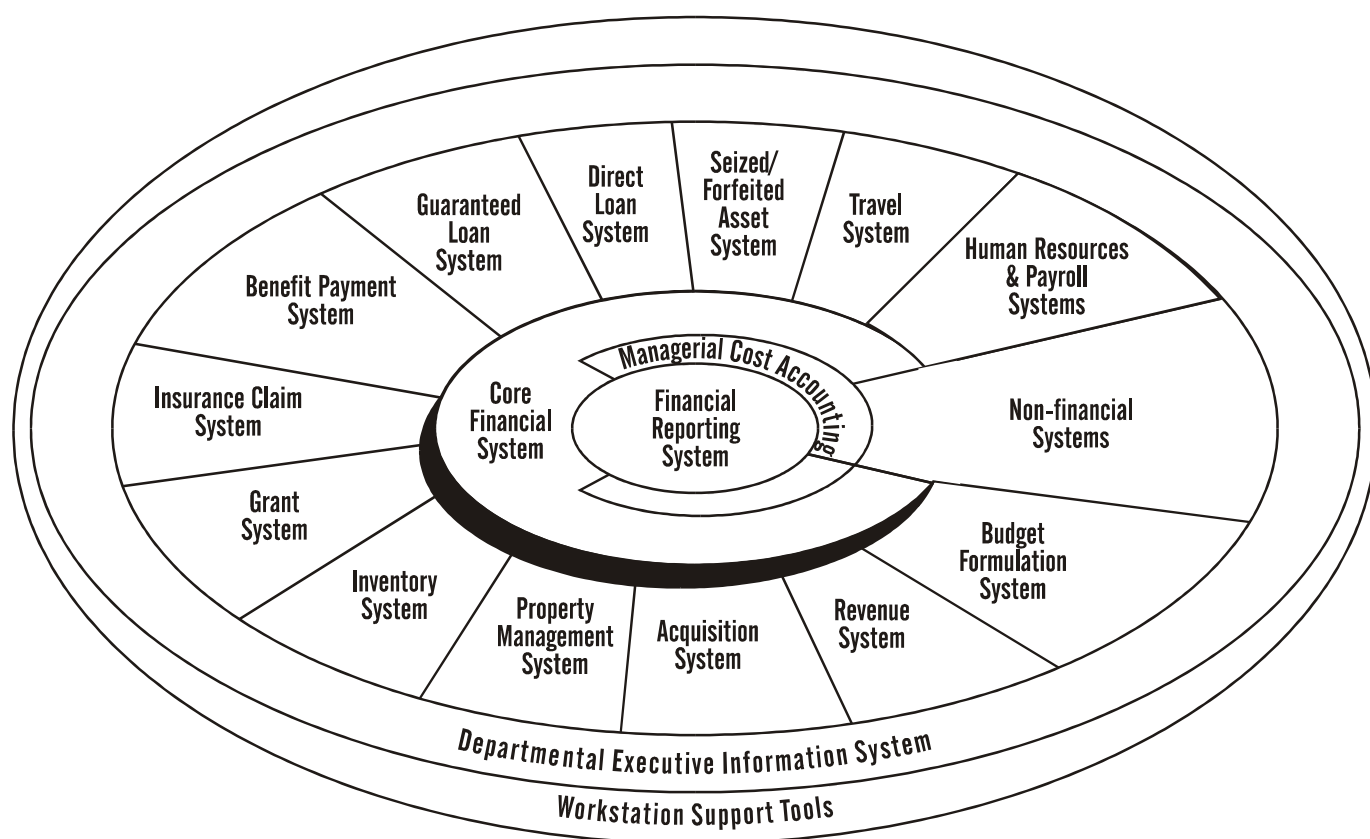 Seized/
Forfeited
Asset
System
Direct
Loan
System
Travel
System
Guaranteed
Loan
System
Human Resources
& Payroll
Systems
Benefit Payment
System
Managerial Cost Accounting
Insurance Claim
System
Core
Financial
System
Financial
Reporting
System
Non-financial
Systems
Grant
System
Budget
Formulation
System
Inventory
System
Property
Management
System
Acquisition
System
Revenue
System
Departmental Executive Information System
Workstation Support Tools